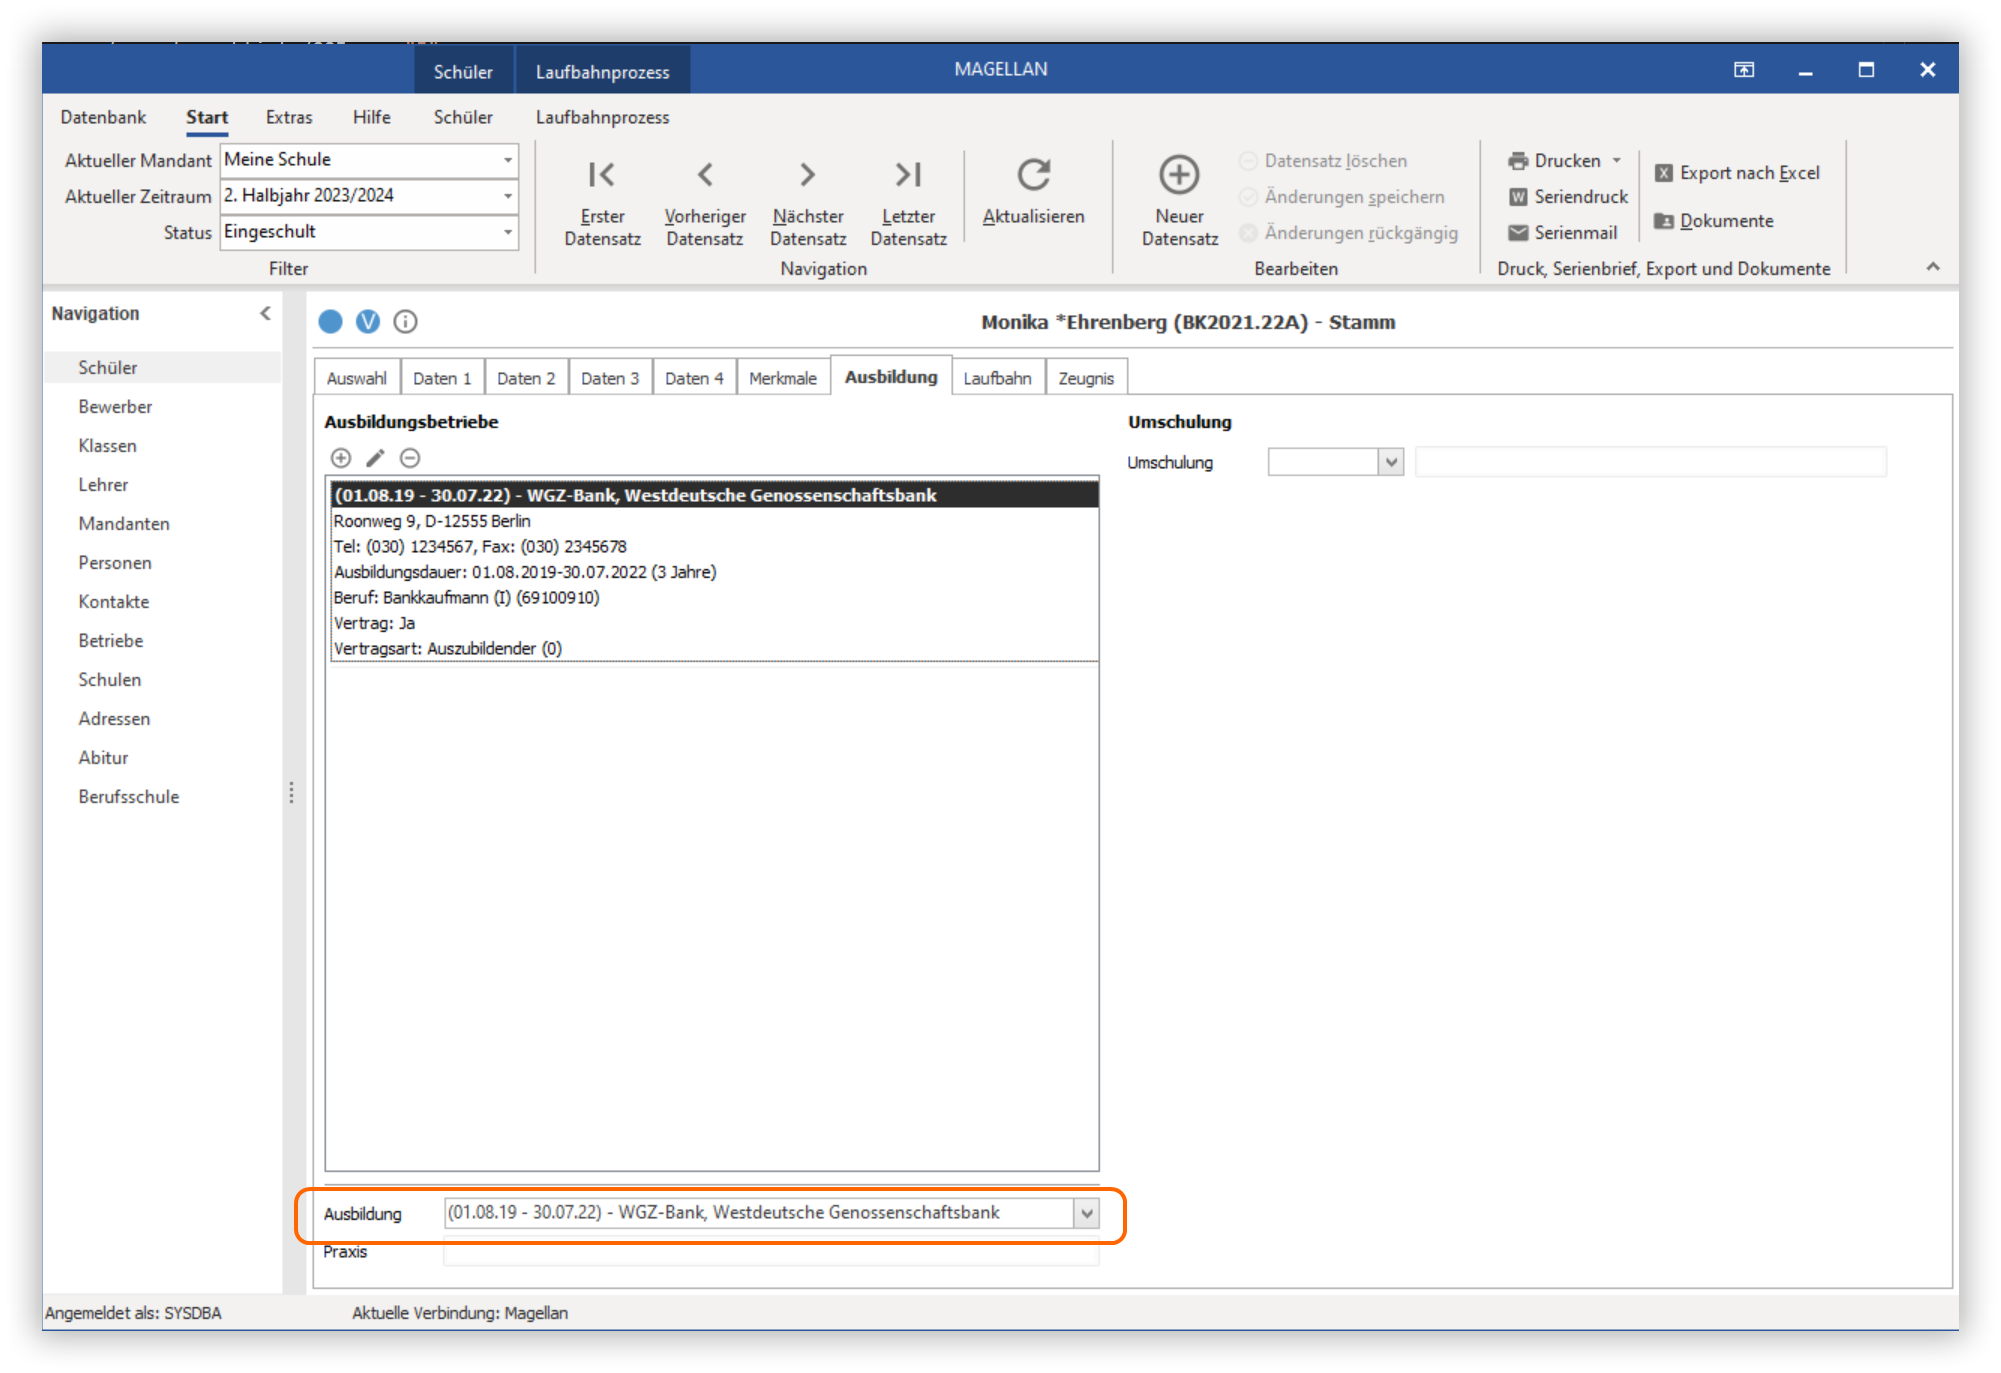 Schüler Laufbahnprozess MAGELLAN
Datenbank Start Extras Hilfe Schüler Laufbahnprozess
Aktueller Mandant Meine Schule
Aktueller Zeitraum 2. Halbjahr 2023/2024
Status Eingeschult
Filter
Erster Datensatz
Vorheriger Datensatz
Nächster Datensatz
Letzter Datensatz
Aktualisieren
Navigation
Neuer Datensatz
Datensatz löschen
Änderungen speichern
Änderungen rückgängig
Bearbeiten
Drucken
Seriendruck
Serienmail
Export nach Excel
Dokumente
Druck, Serienbrief, Export und Dokumente
Navigation
Schüler
Bewerber
Klassen
Lehrer
Mandanten
Personen
Kontakte
Betriebe
Schulen
Adressen
Abitur
Berufsschule
V
Monika *Ehrenberg (BK2021.22A) - Stamm
Auswahl Daten 1 Daten 2 Daten 3 Daten 4 Merkmale Ausbildung Laufbahn Zeugnis
Ausbildungsbetriebe
(01.08.19 - 30.07.22) - WGZ-Bank, Westdeutsche Genossenschaftsbank
Roonweg 9, D-12555 Berlin
Tel: (030) 1234567, Fax: (030) 2345678
Ausbildungsdauer: 01.08.2019-30.07.2022 (3 Jahre)
Beruf: Bankkaufmann (I) (69100910)
Vertrag: Ja
Vertragsart: Auszubildender (0)
Umschulung
Umschulung
Ausbildung (01.08.19 - 30.07.22) - WGZ-Bank, Westdeutsche Genossenschaftsbank
Praxis
Angemeldet als: SYSDBA Aktuelle Verbindung: Magellan